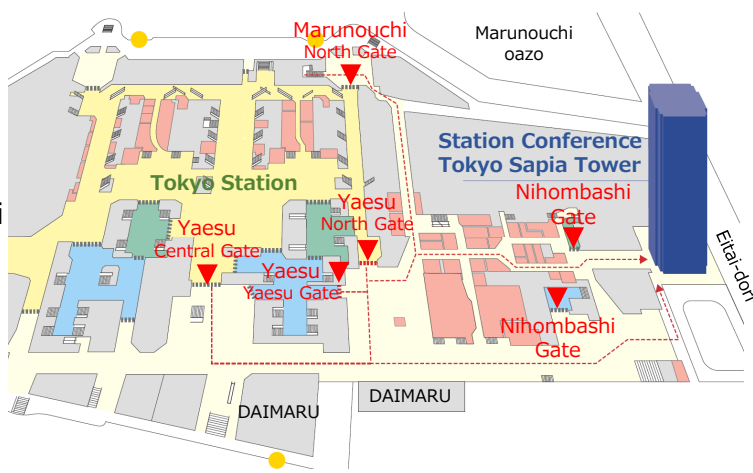 Marunouchi
North Gate
Marunouchi
oazo
Station Conference
Tokyo Sapia Tower
Tokyo Station
Nihombashi
Gate
Yaesu
North Gate
i
Yaesu
Central Gate
Yaesu
Yaesu Gate
Eitai-dori
Nihombashi
Gate
DAIMARU
DAIMARU